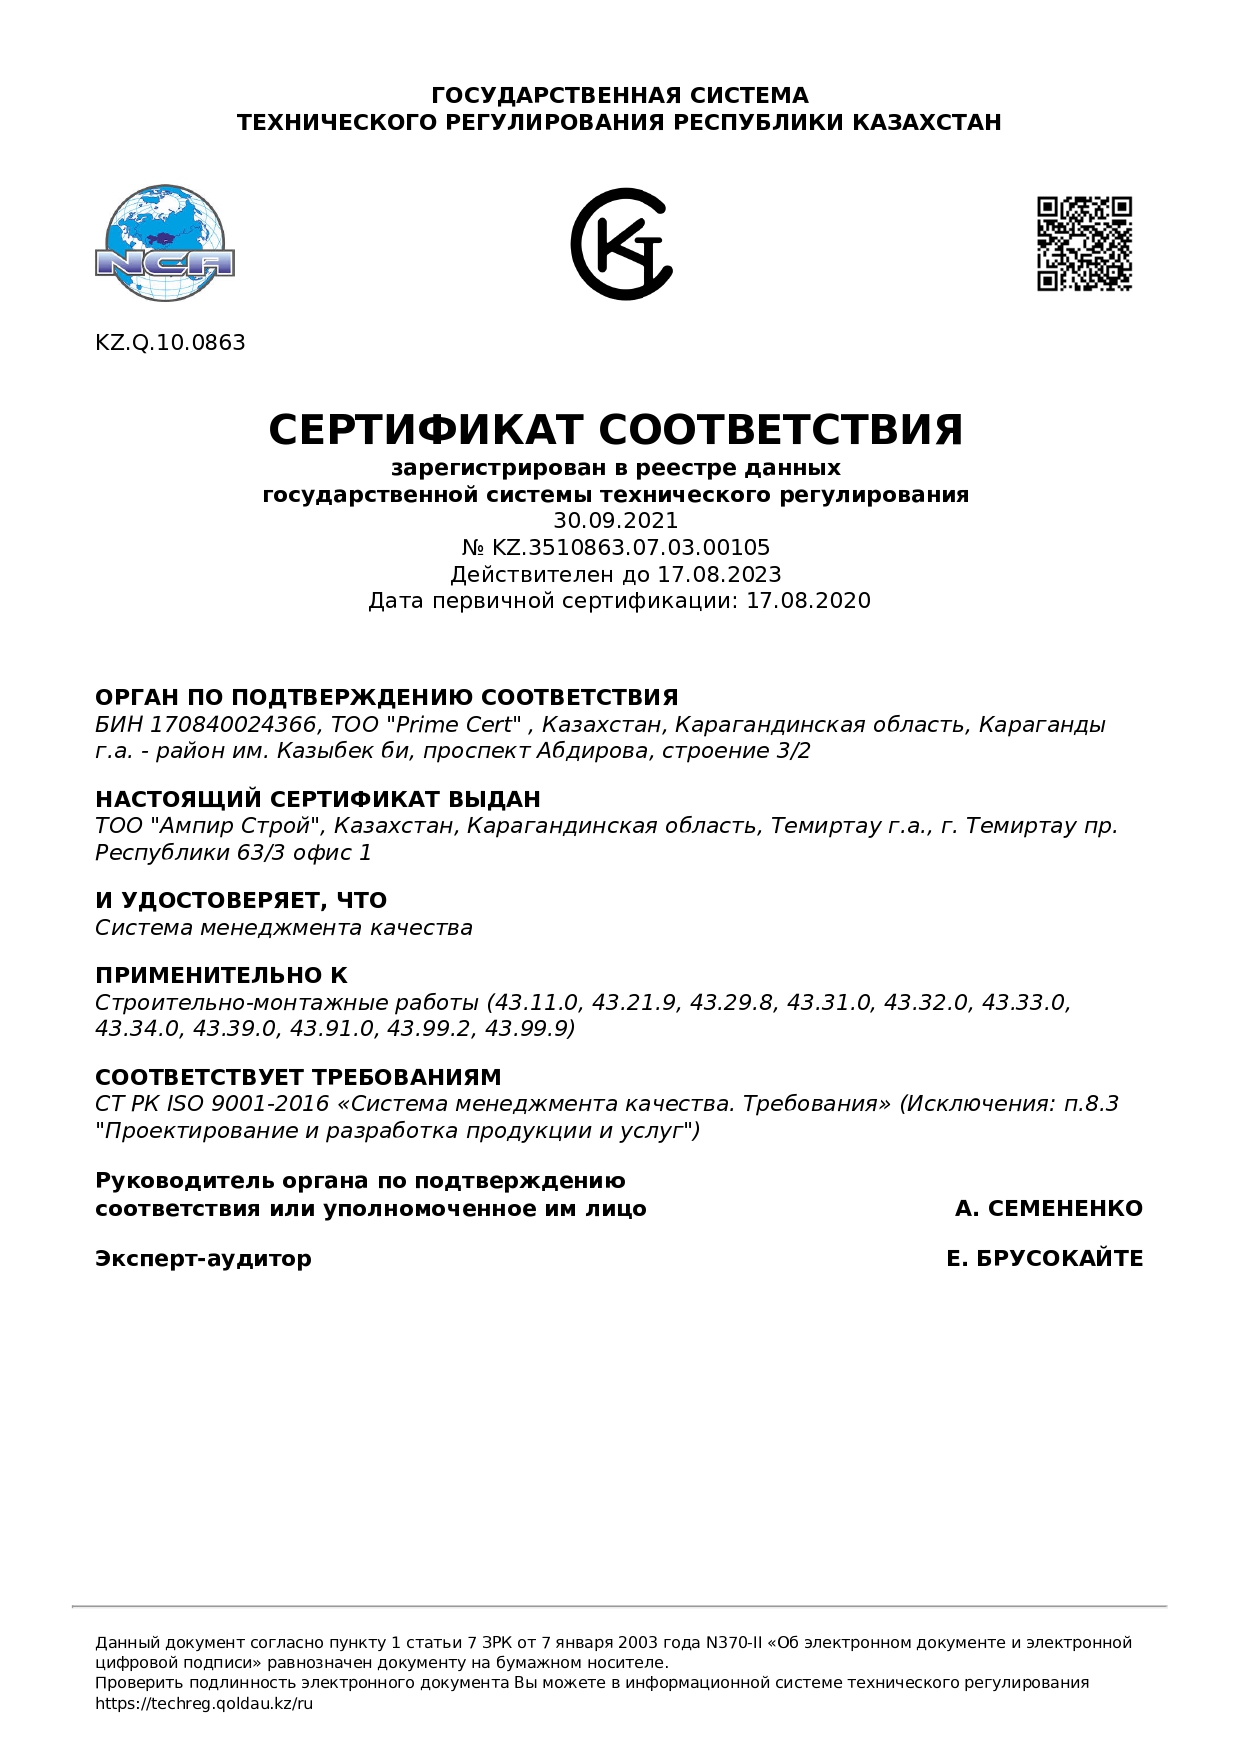 ГОСУДАРСТВЕННАЯ СИСТЕМА
ТЕХНИЧЕСКОГО РЕГУЛИРОВАНИЯ РЕСПУБЛИКИ КАЗАХСТАН
NCA
KZ.Q.10.0863
СЕРТИФИКАТ СООТВЕТСТВИЯ
зарегистрирован в реестре данных
государственной системы технического регулирования
30.09.2021
№ KZ.3510863.07.03.00105
Действителен до 17.08.2023
Дата первичной сертификации: 17.08.2020
ОРГАН ПО ПОДТВЕРЖДЕНИЮ СООТВЕТСТВИЯ
БИН 170840024366, ТОО "Prime Cert" , Казахстан, Карагандинская область, Караганды
г.а. - район им. Казыбек би, проспект Абдирова, строение 3/2
НАСТОЯЩИЙ СЕРТИФИКАТ ВЫДАН
ТОО "Ампир Строй", Казахстан, Карагандинская область, Темиртау г.а., г. Темиртау пр.
Республики 63/3 офис 1
И УДОСТОВЕРЯЕТ, ЧТО
Система менеджмента качества
ПРИМЕНИТЕЛЬНО К
Строительно-монтажные работы (43.11.0, 43.21.9, 43.29.8, 43.31.0, 43.32.0, 43.33.0,
43.34.0, 43.39.0, 43.91.0, 43.99.2, 43.99.9)
СООТВЕТСТВУЕТ ТРЕБОВАНИЯМ
СТ РК ISO 9001-2016 «Система менеджмента качества. Требования» (Исключения: п.8.3
"Проектирование и разработка продукции и услуг")
Руководитель органа по подтверждению
соответствия или уполномоченное им лицо А. СЕМЕНЕНКО
Эксперт-аудитор Е. БРУСОКАЙТЕ
Данный документ согласно пункту 1 статьи 7 ЗРК от 7 января 2003 года N370-II «Об электронном документе и электронной
цифровой подписи» равнозначен документу на бумажном носителе.
Проверить подлинность электронного документа Вы можете в информационной системе технического регулирования
https://techreg.qoldau.kz/ru